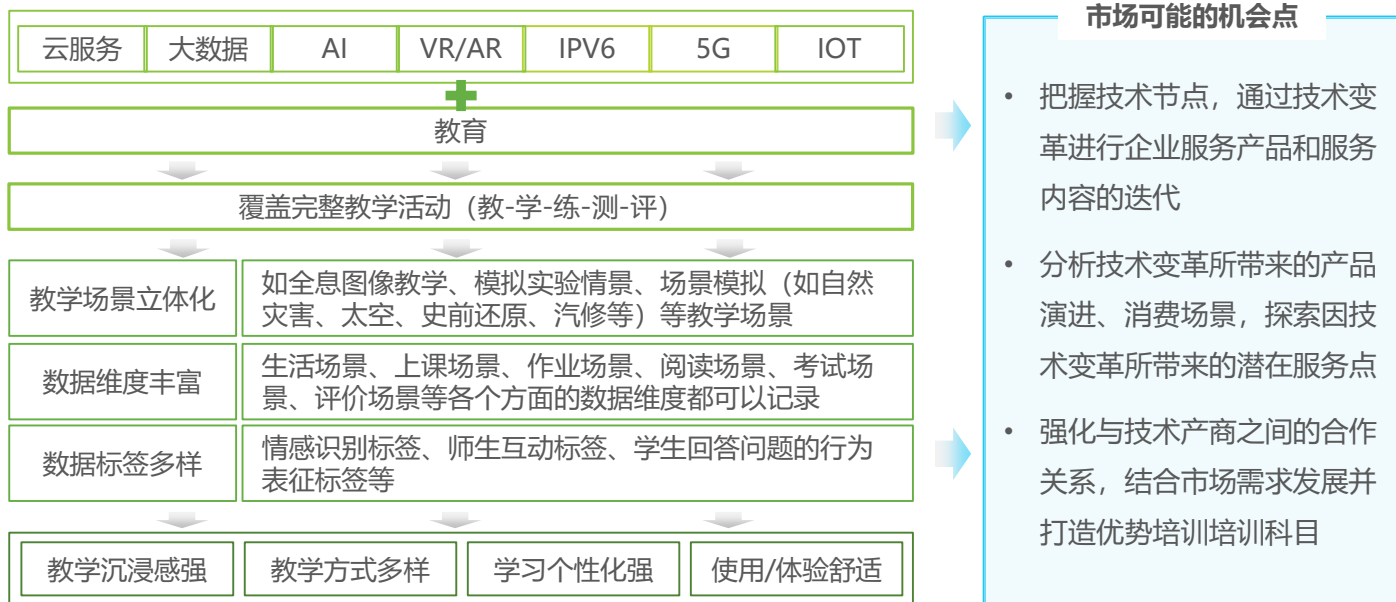 云服务 大数据 AI VR/AR IPV6 5G IOT
教育
覆盖完整教学活动（教-学-练-测-评）
教学场景立体化
如全息图像教学、模拟实验情景、场景模拟（如自然
灾害、太空、史前还原、汽修等）等教学场景
数据维度丰富
生活场景、上课场景、作业场景、阅读场景、考试场
景、评价场景等各个方面的数据维度都可以记录
数据标签多样
情感识别标签、师生互动标签、学生回答问题的行为
表征标签等
教学沉浸感强 教学方式多样 学习个性化强 使用/体验舒适
市场可能的机会点
• 把握技术节点，通过技术变
革进行企业服务产品和服务
内容的迭代
• 分析技术变革所带来的产品
演进、消费场景，探索因技
术变革所带来的潜在服务点
• 强化与技术产商之间的合作
关系，结合市场需求发展并
打造优势培训培训科目